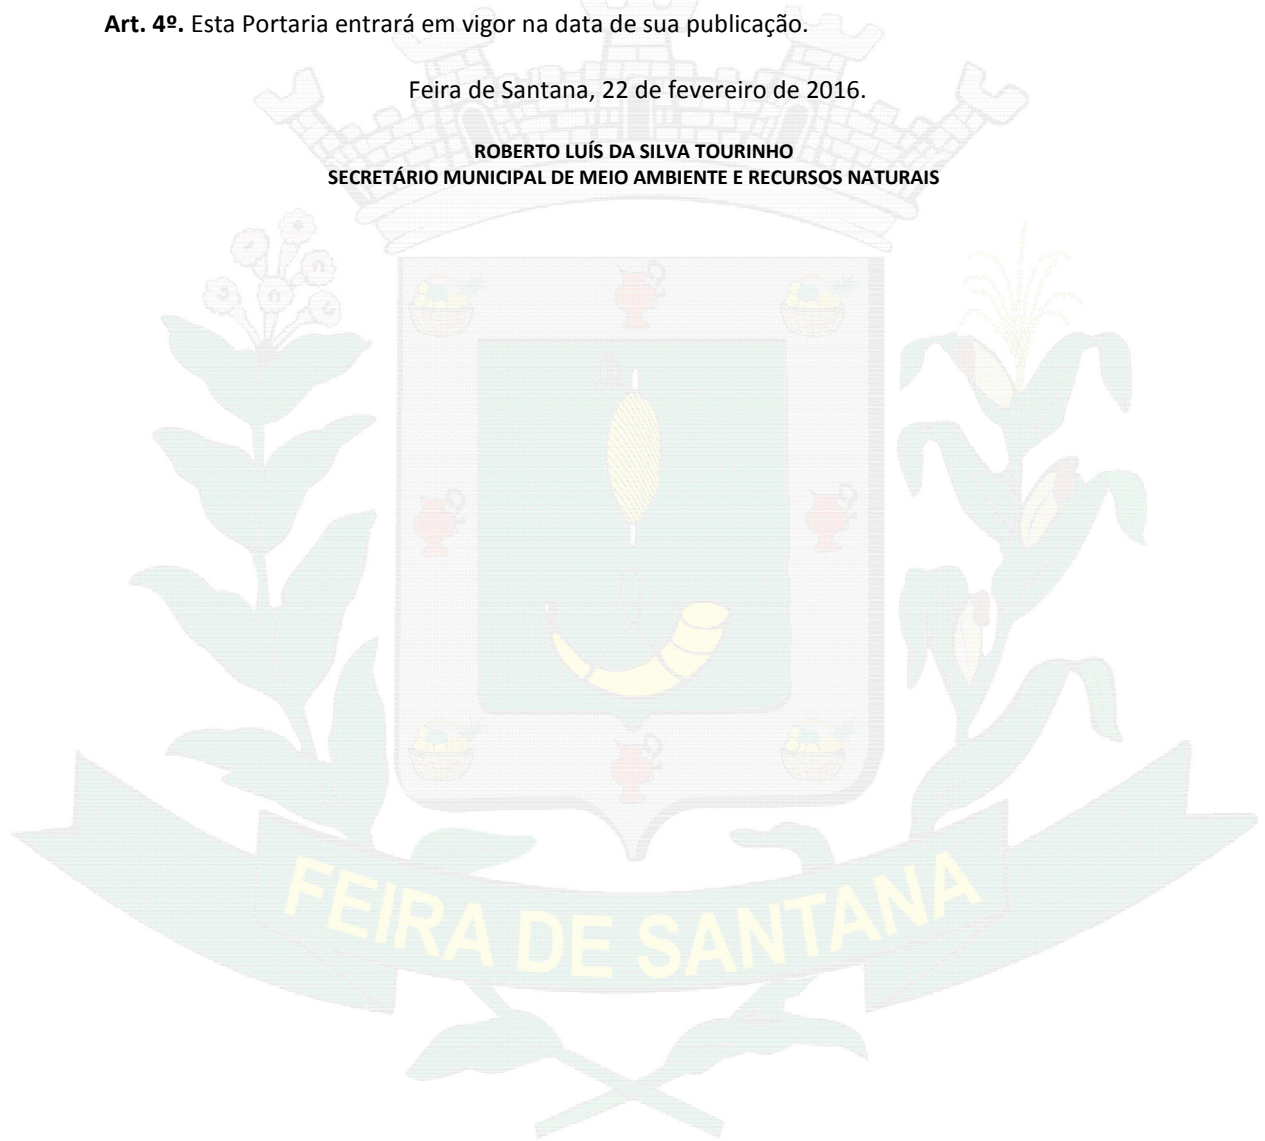 Art. 4º. Esta Portaria entrará em vigor na data de sua publicação.
Feira de Santana, 22 de fevereiro de 2016.
ROBERTO LUÍS DA SILVA TOURINHO
SECRETÁRIO MUNICIPAL DE MEIO AMBIENTE E RECURSOS NATURAIS
FEIRA DE SANTANA